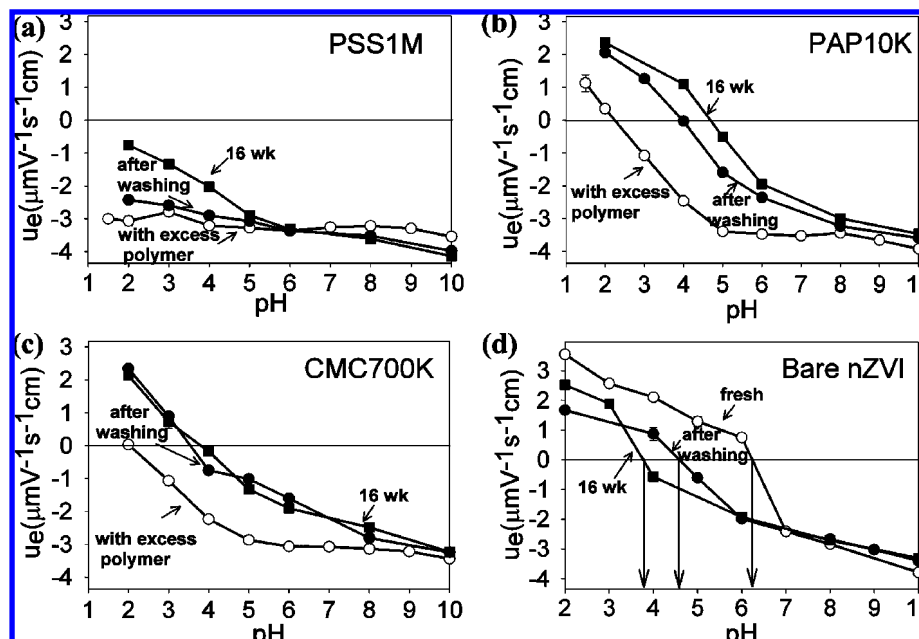 (a)
PSS1M
3
2
1
0
-1
-2
-3
-4
ue(µmV-1s-1cm)
after
washing
16 wk
with excess
polymer
1 2 3 4 5 6 7 8 9 10
pH
(b)
PAP10K
3
2
1
0
-1
-2
-3
-4
ue(µmV-1s-1cm)
16 wk
with excess
polymer
after
washing
1 2 3 4 5 6 7 8 9 1
pH
(c)
CMC700K
3
2
1
0
-1
-2
-3
-4
ue(µmV-1s-1cm)
after
washing
16 wk
with excess
polymer
1 2 3 4 5 6 7 8 9 10
pH
(d)
Bare nZVI
3
2
1
0
-1
-2
-3
-4
ue(µmV-1s-1cm)
fresh
after
washing
16 wk
2 3 4 5 6 7 8 9 1
pH